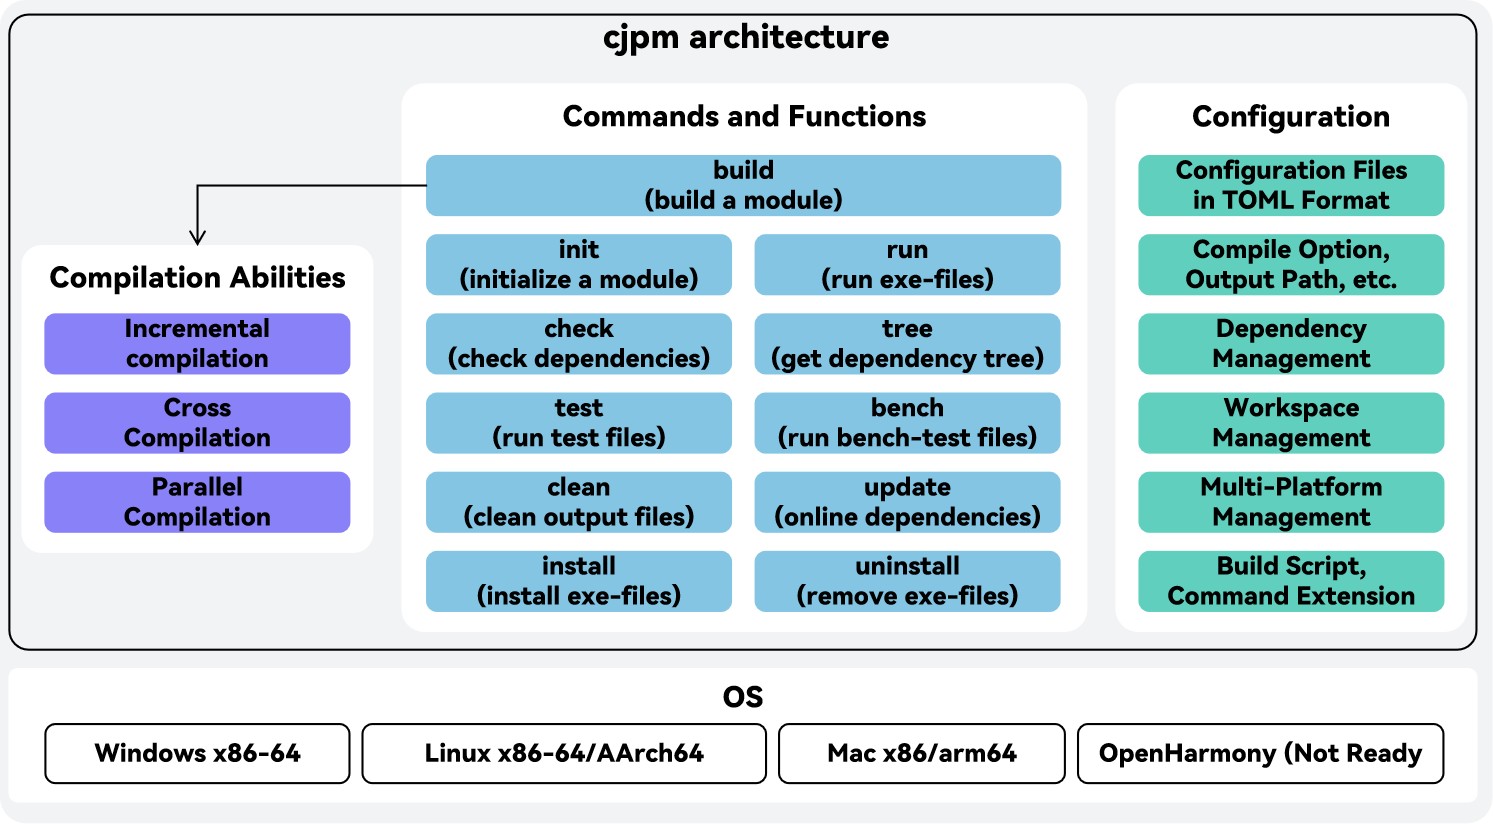 cjpm architecture
Commands and Functions
build
(build a module)
init
(initialize a module)
run
(run exe-files)
check
(check dependencies)
tree
(get dependency tree)
test
(run test files)
bench
(run bench-test files)
clean
(clean output files)
update
(online dependencies)
install
(install exe-files)
uninstall
(remove exe-files)
Compilation Abilities
Incremental
compilation
Cross
Compilation
Parallel
Compilation
Configuration
Configuration Files
in TOML Format
Compile Option,
Output Path, etc.
Dependency
Management
Workspace
Management
Multi-Platform
Management
Build Script,
Command Extension
OS
Windows x86-64
Linux x86-64/AArch64
Mac x86/arm64
OpenHarmony (Not Ready